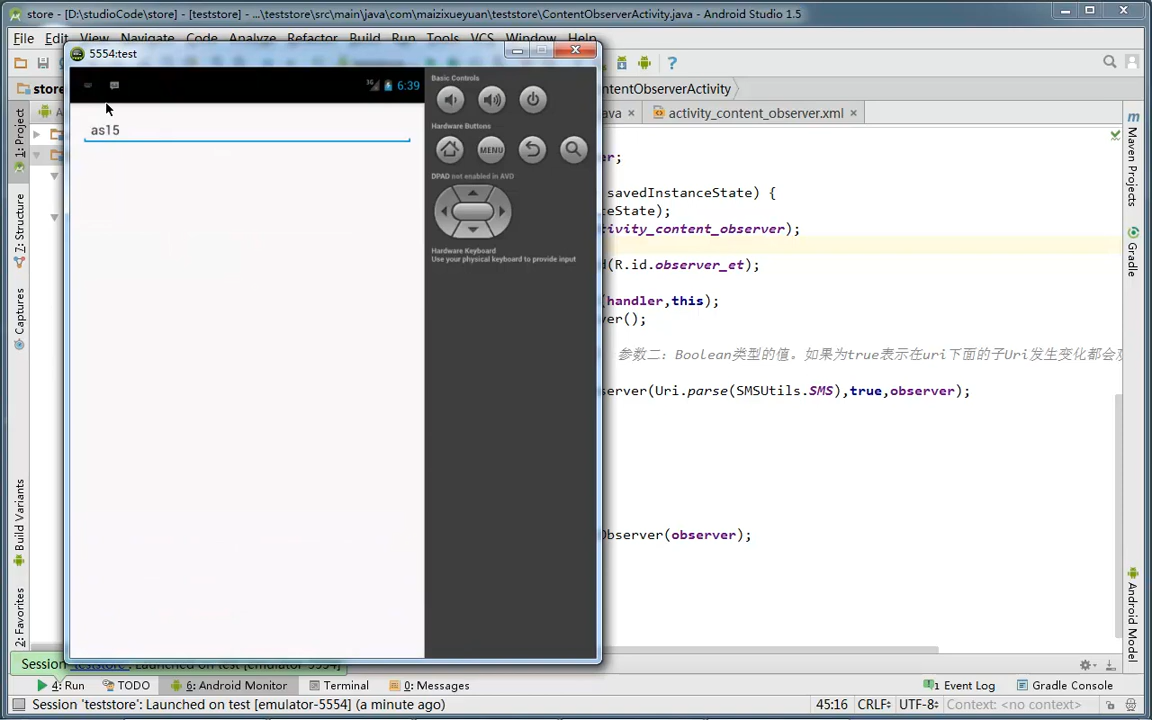 store - [D:\studioCode\store] - [teststore] - ...\teststore\src\main\java\com\maizixueyuan\teststore\ContentObserverActivity.java - Android Studio 1.5
File Edit View Navigate Code Analyze Refactor Build Run Tools VCS Window Help
5554:test
store
ntentObserverActivity
3G 6:39
Basic Controls
Hardware Buttons
MENU
DPAD not enabled in AVD
Hardware Keyboard
Use your physical keyboard to provide input
as15
ava
activity_content_observer.xml
er;
savedInstanceState) {
ceState);
tivity_content_observer);
d(R.id.observer_et);
(handler,this);
ver();
参数二：Boolean类型的值。如果为true表示在uri下面的子Uri发生变化都会
server(Uri.parse(SMSUtils.SMS),true,observer);
Observer(observer);
1: Project
7: Structure
Captures
Build Variants
2: Favorites
Maven Projects
Gradle
Android Model
Session 'teststore': Launched on test [emulator-5554]
4: Run
TODO
6: Android Monitor
Terminal
0: Messages
1 Event Log
Gradle Console
Session 'teststore': Launched on test [emulator-5554] (a minute ago)
45:16 CRLF÷ UTF-8÷ Context: <no context>